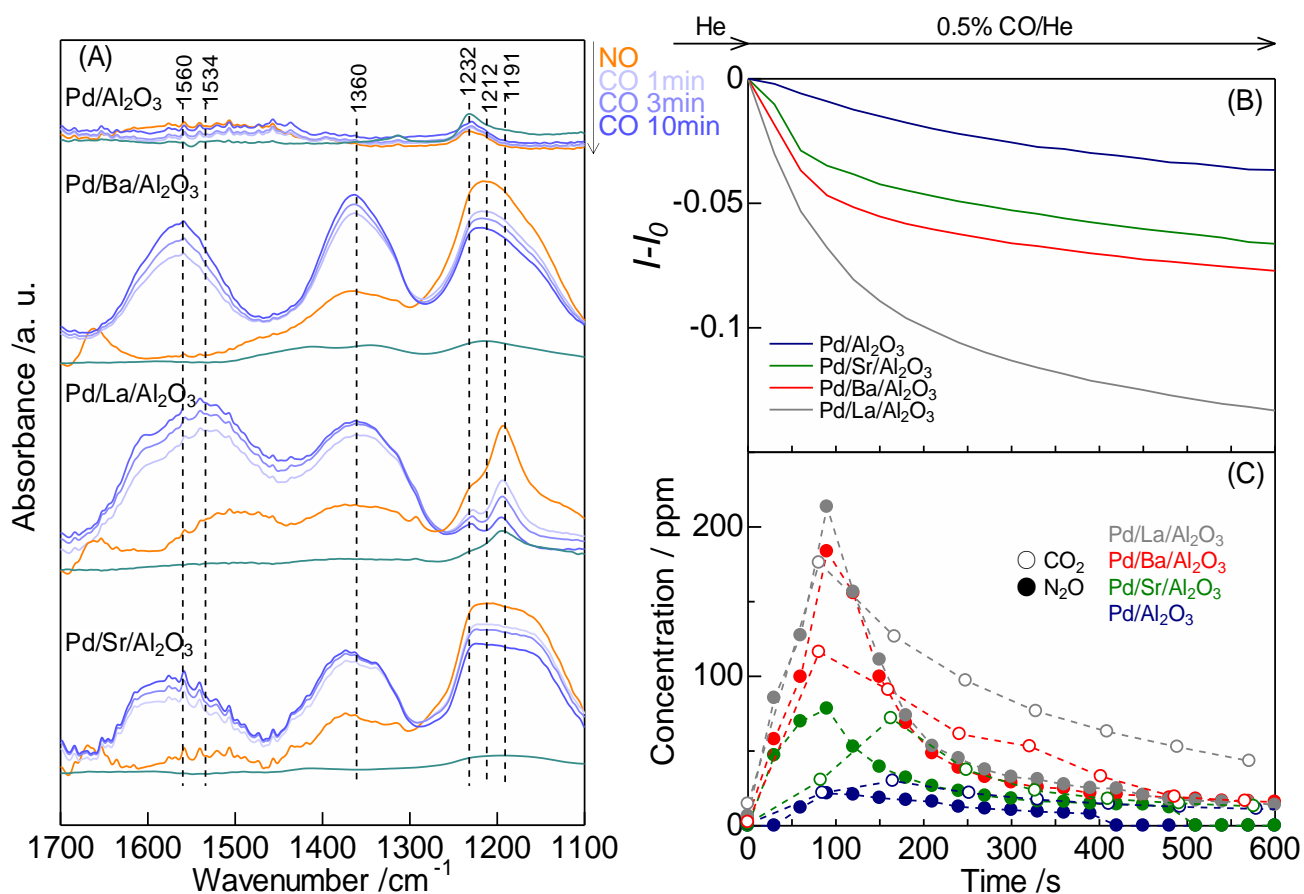 He
0.5% CO/He
(A)
1560
1534
1360
1232
1212
1191
NO
CO 1min
CO 3min
CO 10min
Pd/Al₂O₃
Pd/Ba/Al₂O₃
Pd/La/Al₂O₃
Pd/Sr/Al₂O₃
Absorbance /a. u.
1700 1600 1500 1400 1300 1200 1100
Wavenumber /cm⁻¹
(B)
0
-0.05
-0.1
I-I₀
Pd/Al₂O₃
Pd/Sr/Al₂O₃
Pd/Ba/Al₂O₃
Pd/La/Al₂O₃
(C)
200
100
0
Concentration / ppm
CO₂
N₂O
Pd/La/Al₂O₃
Pd/Ba/Al₂O₃
Pd/Sr/Al₂O₃
Pd/Al₂O₃
0 100 200 300 400 500 600
Time /s